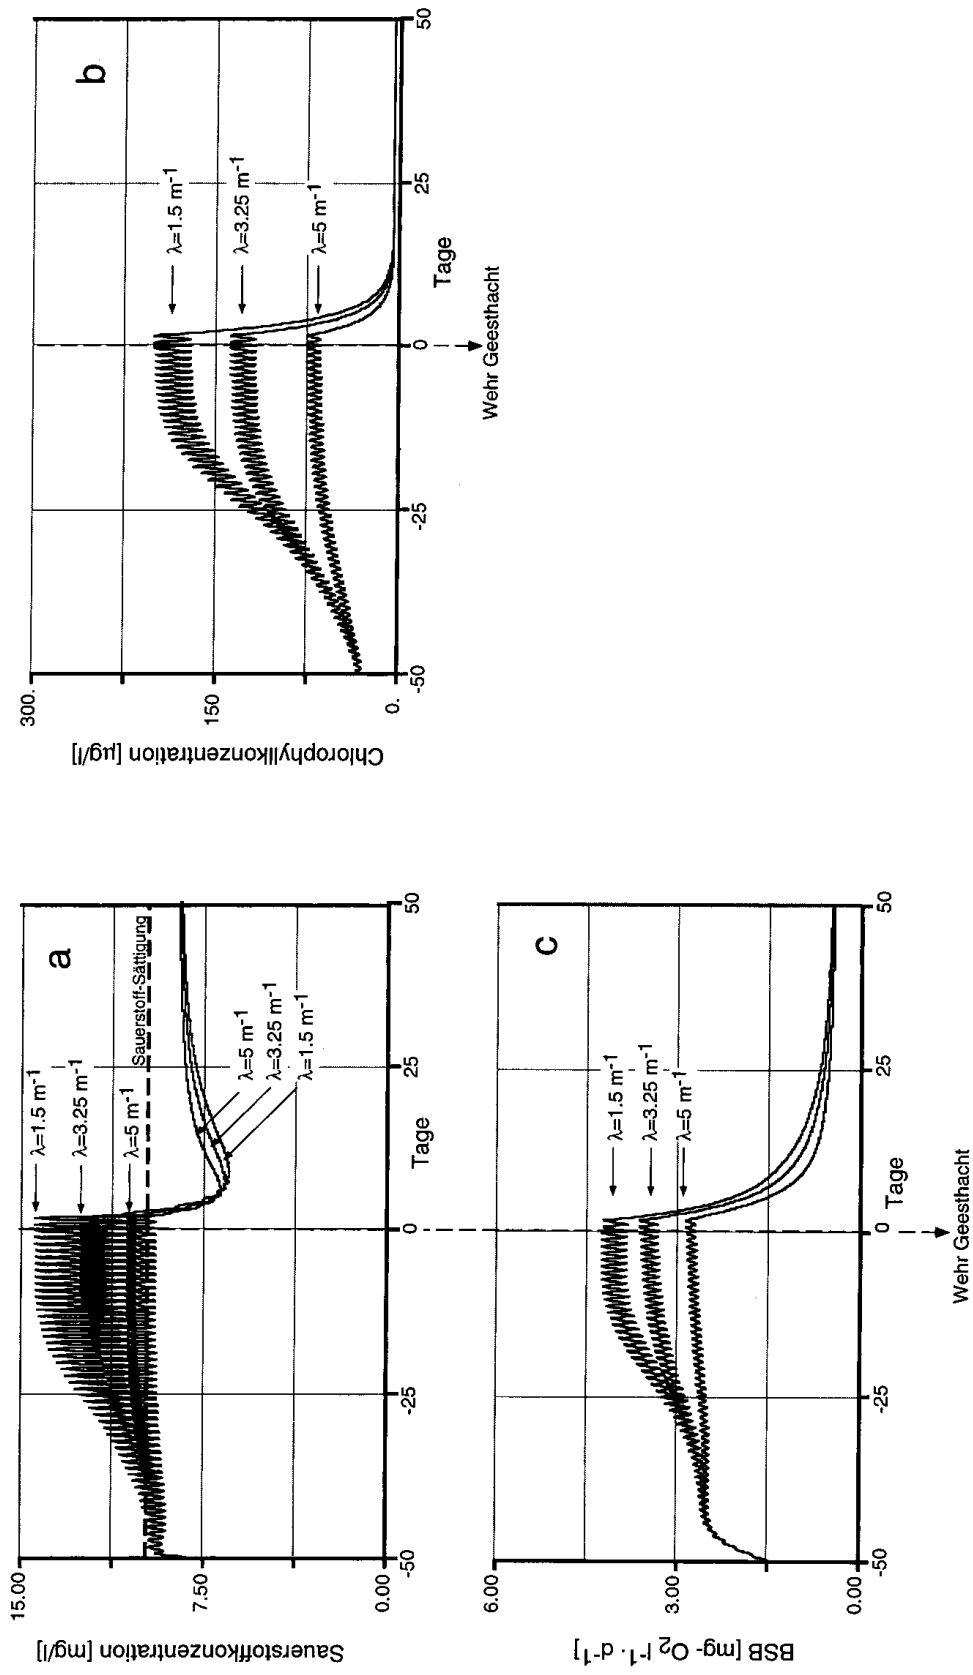 15.00
7.50
0.00
Sauerstoffkonzentration [mg/l]
-50
-25
0
25
50
Tage
a
λ=1.5 m-1
λ=3.25 m-1
λ=5 m-1
Sauerstoff-Sättigung
λ=5 m-1
λ=3.25 m-1
λ=1.5 m-1
300.
150
0.
Chlorophyllkonzentration [µg/l]
-50
-25
0
25
50
Tage
b
λ=1.5 m-1
λ=3.25 m-1
λ=5 m-1
Wehr Geesthacht
6.00
3.00
0.00
BSB [mg- O2 l-1· d-1]
-50
-25
0
25
50
Tage
c
λ=1.5 m-1
λ=3.25 m-1
λ=5 m-1
Wehr Geesthacht